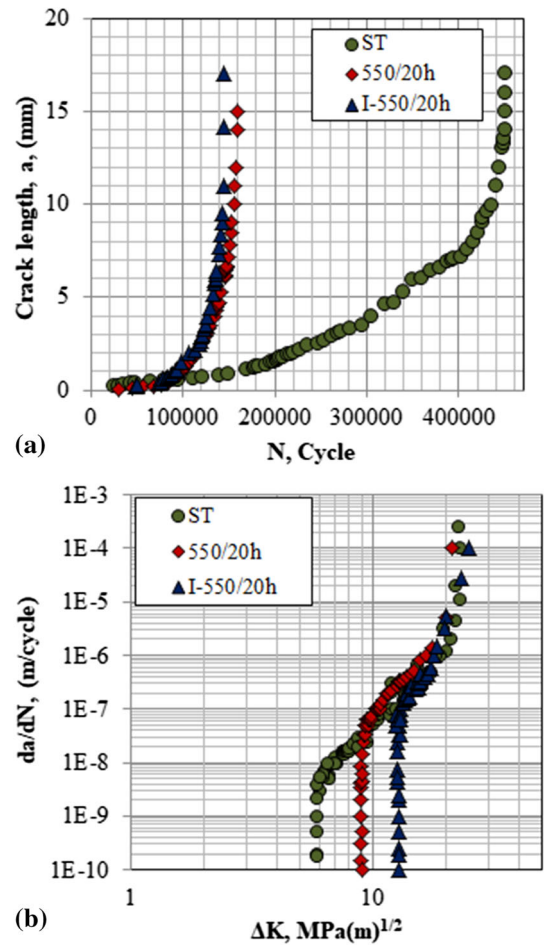 20
15
10
5
0
Crack length, a, (mm)
ST
550/20h
I-550/20h
0 100000 200000 300000 400000
N, Cycle
(a)
1E-3
1E-4
1E-5
1E-6
1E-7
1E-8
1E-9
1E-10
da/dN, (m/cycle)
ST
550/20h
I-550/20h
1 10
ΔK, MPa(m)^1/2
(b)